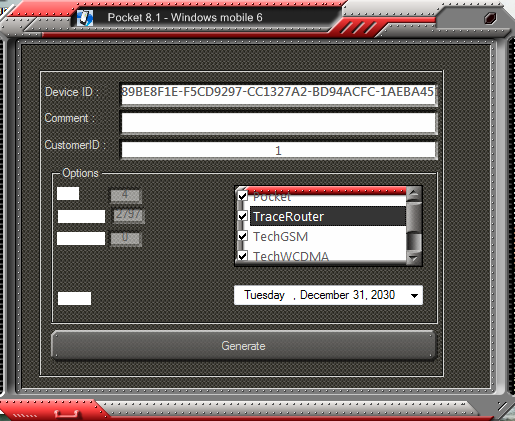 Pocket 8.1 - Windows mobile 6
Device ID :
89BE8F1E-F5CD9297-CC1327A2-BD94ACFC-1AEBA45
Comment :
CustomerID :
1
Options
4
2797
0
Pocket
TraceRouter
TechGSM
TechWCDMA
Tuesday , December 31, 2030
Generate